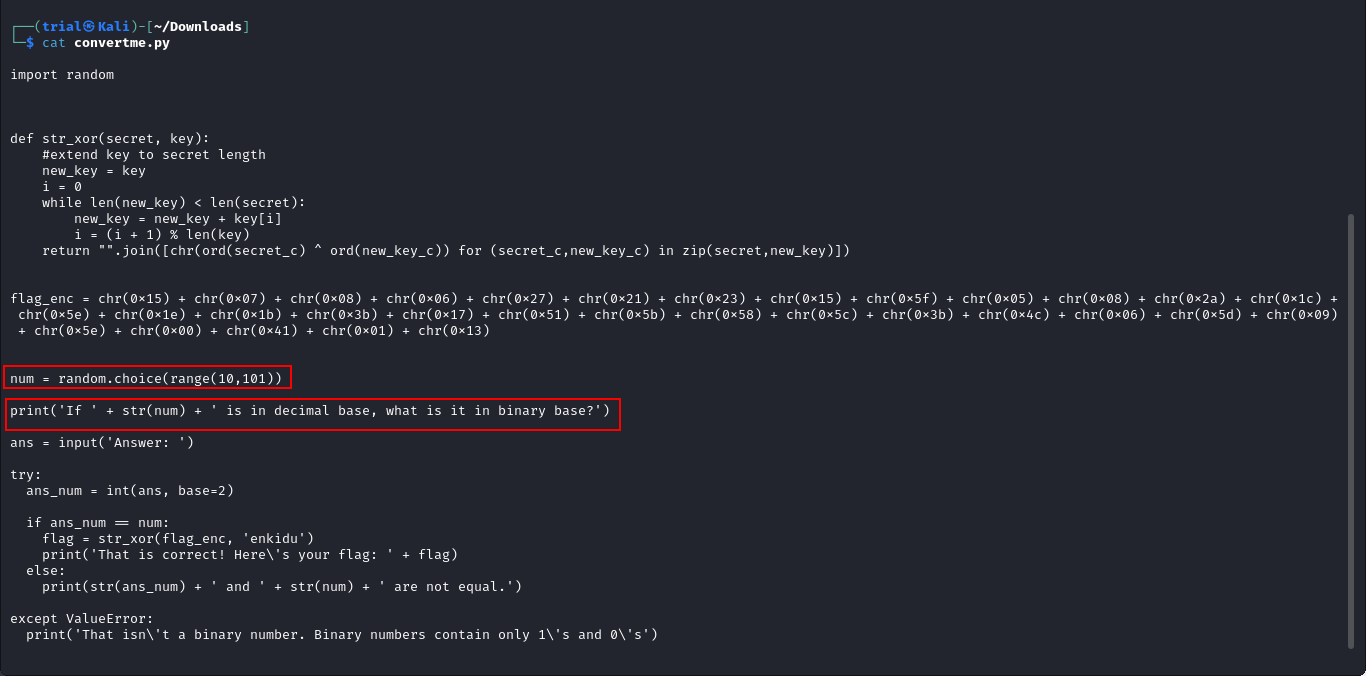 ┌──(trial㉿Kali)-[~/Downloads]
└─$ cat convertme.py
import random
def str_xor(secret, key):
    #extend key to secret length
    new_key = key
    i = 0
    while len(new_key) < len(secret):
        new_key = new_key + key[i]
        i = (i + 1) % len(key)
    return "".join([chr(ord(secret_c) ^ ord(new_key_c)) for (secret_c,new_key_c) in zip(secret,new_key)])
flag_enc = chr(0×15) + chr(0×07) + chr(0×08) + chr(0×06) + chr(0×27) + chr(0×21) + chr(0×23) + chr(0×15) + chr(0×5f) + chr(0×05) + chr(0×08) + chr(0×2a) + chr(0×1c) +
 chr(0×5e) + chr(0×1e) + chr(0×1b) + chr(0×3b) + chr(0×17) + chr(0×51) + chr(0×5b) + chr(0×58) + chr(0×5c) + chr(0×3b) + chr(0×4c) + chr(0×06) + chr(0×5d) + chr(0×09)
 + chr(0×5e) + chr(0×00) + chr(0×41) + chr(0×01) + chr(0×13)
num = random.choice(range(10,101))
print('If ' + str(num) + ' is in decimal base, what is it in binary base?')
ans = input('Answer: ')
try:
  ans_num = int(ans, base=2)
  if ans_num == num:
    flag = str_xor(flag_enc, 'enkidu')
    print('That is correct! Here\'s your flag: ' + flag)
  else:
    print(str(ans_num) + ' and ' + str(num) + ' are not equal.')
except ValueError:
  print('That isn\'t a binary number. Binary numbers contain only 1\'s and 0\'s')